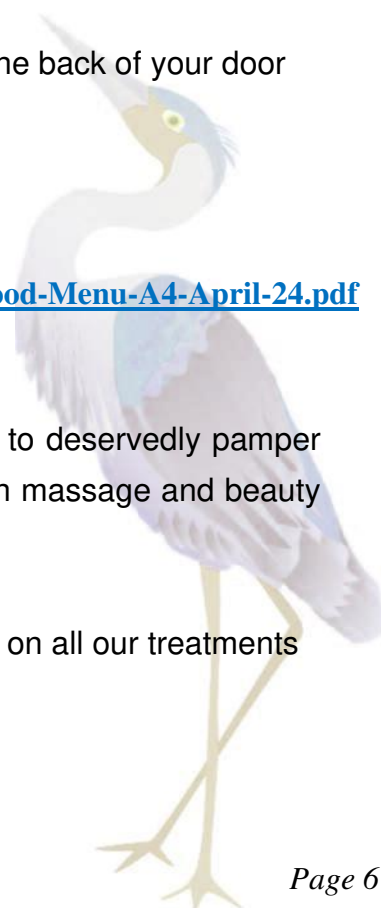 ne back of your door
ood-Menu-A4-April-24.pdf
to deservedly pamper
n massage and beauty
on all our treatments
Page 6